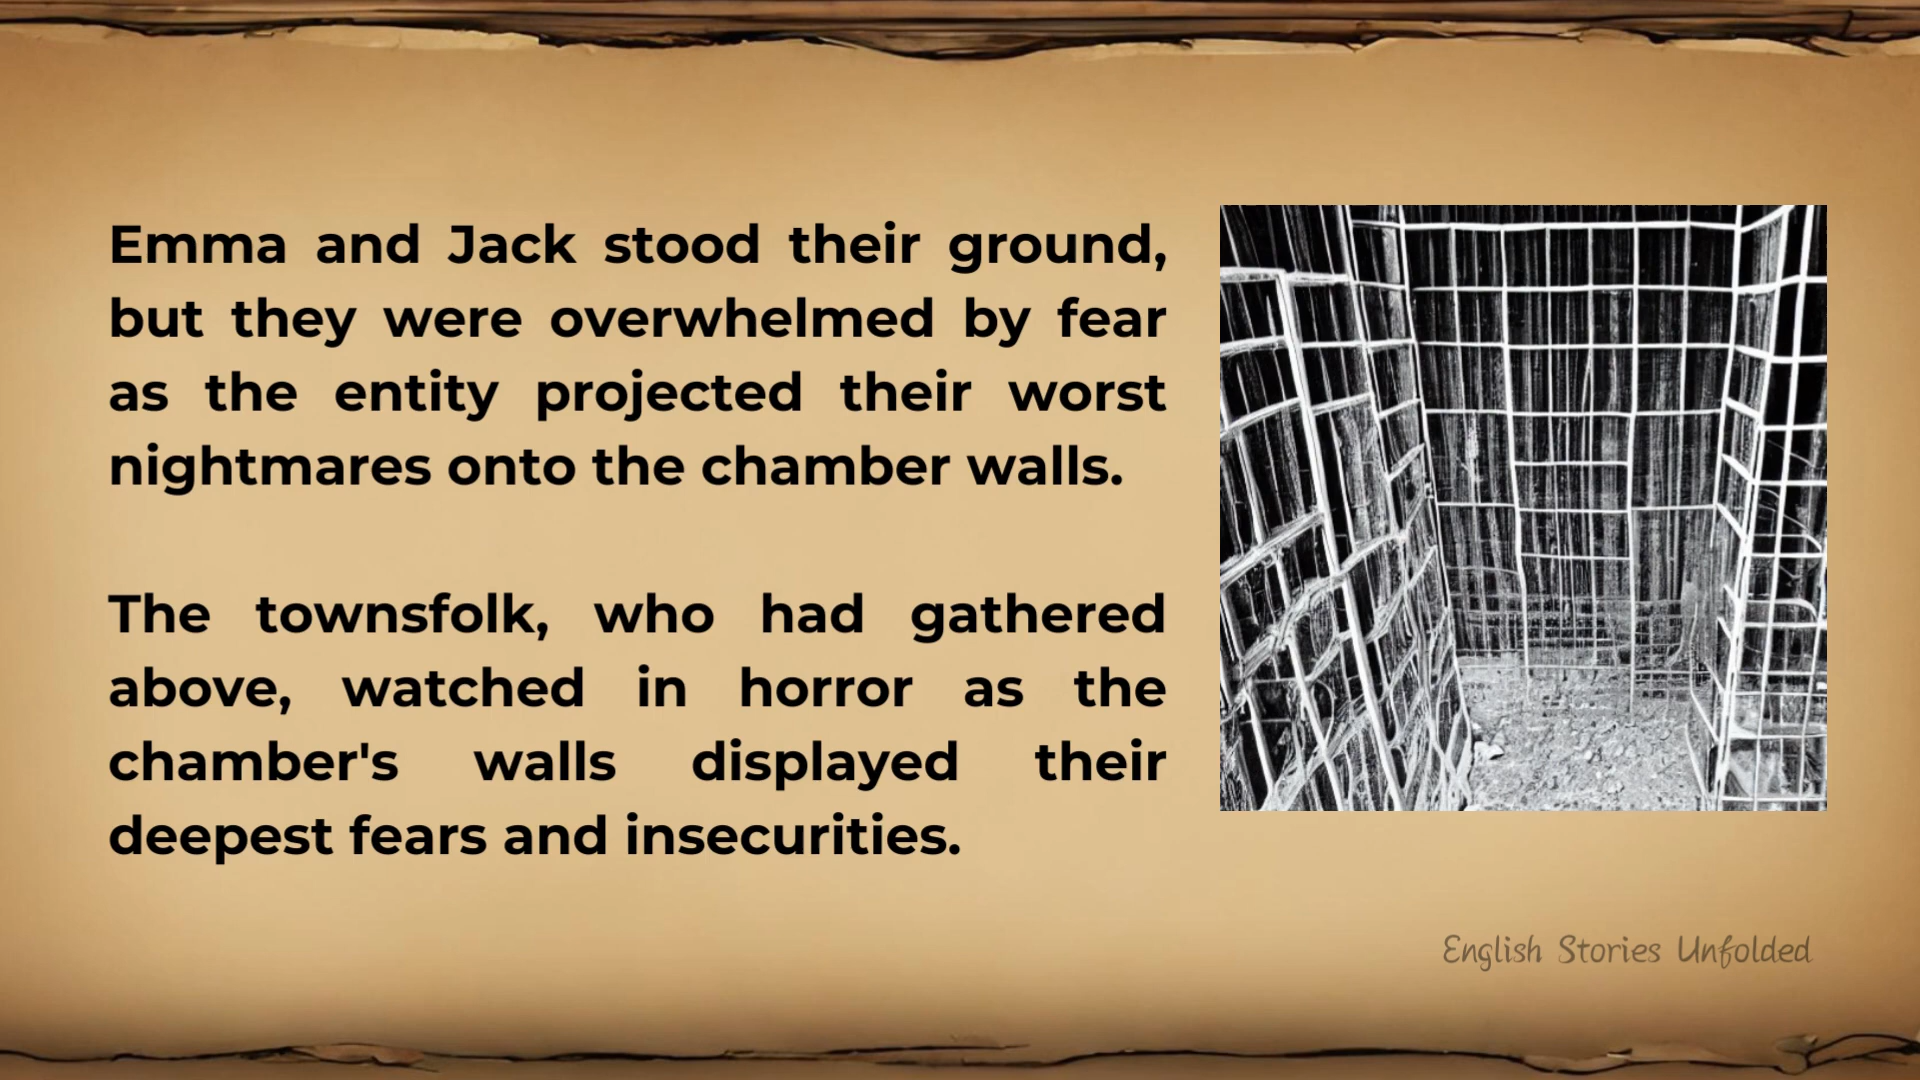 Emma and Jack stood their ground,
but they were overwhelmed by fear
as the entity projected their worst
nightmares onto the chamber walls.
The townsfolk, who had gathered
above, watched in horror as the
chamber's walls displayed their
deepest fears and insecurities.
English Stories Unfolded